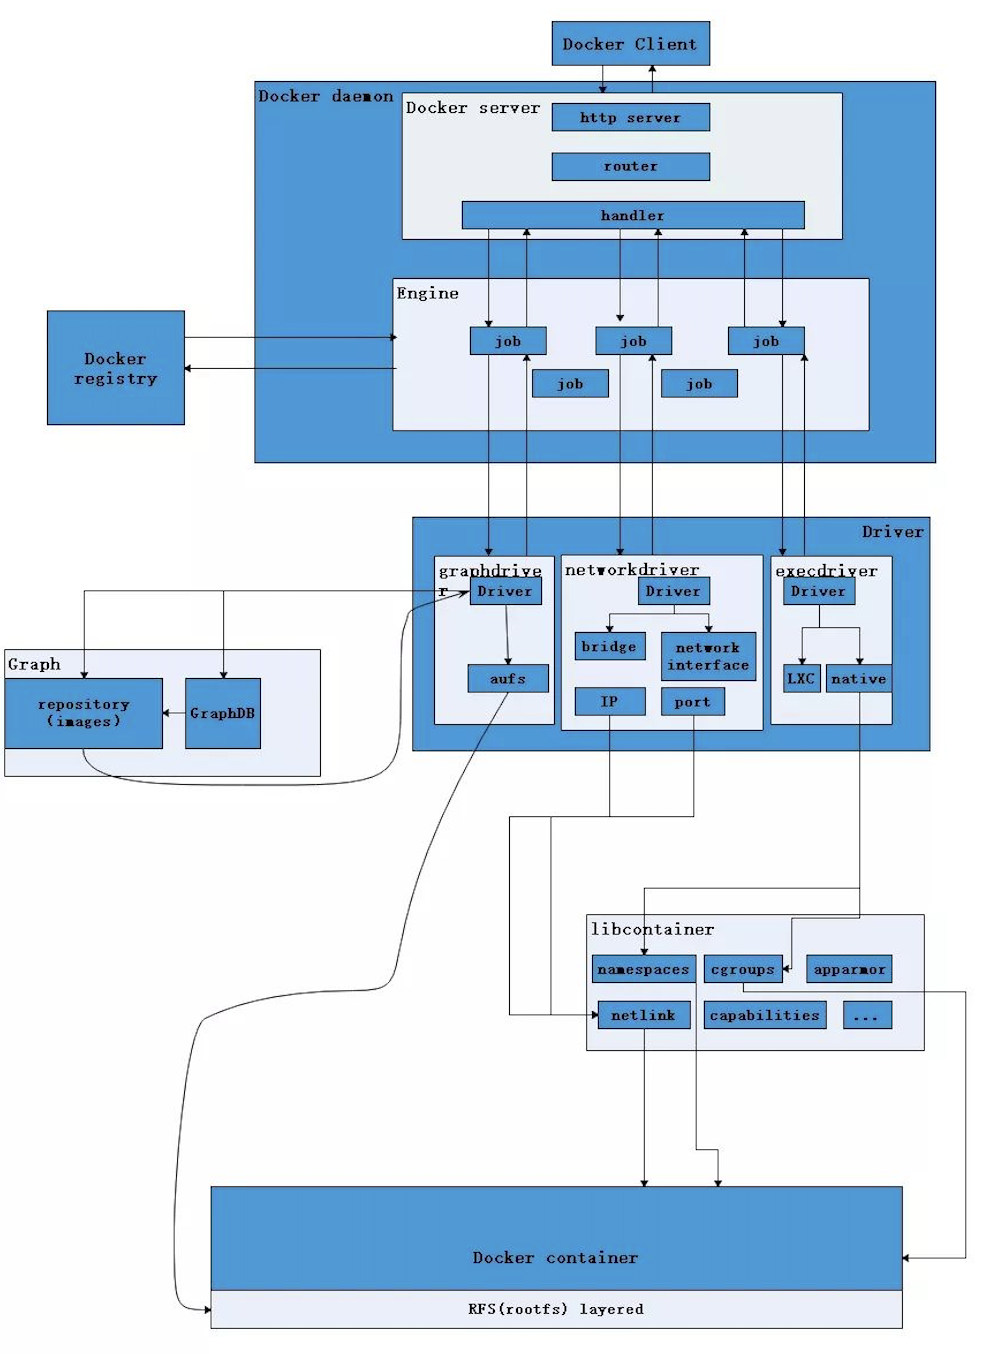 Docker Client
Docker daemon
Docker server
http server
router
handler
Engine
job
job
job
job
job
Docker
registry
Driver
graphdrive
r
Driver
aufs
networkdriver
Driver
bridge
network
interface
IP
port
execdriver
Driver
LXC
native
Graph
repository
(images)
GraphDB
libcontainer
namespaces
cgroups
apparmor
netlink
capabilities
...
Docker container
RFS(rootfs) layered